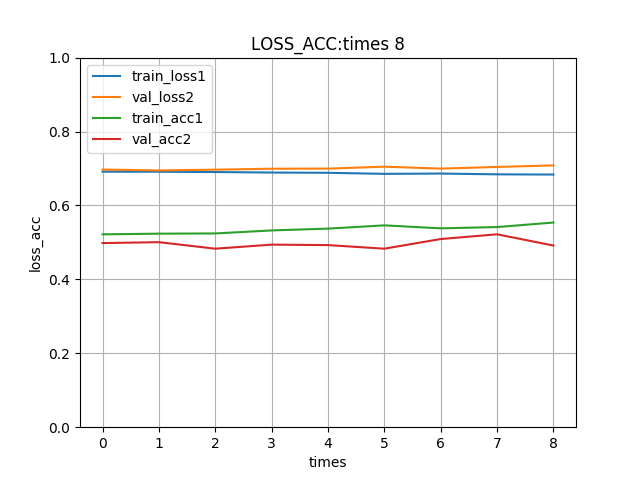 LOSS_ACC:times 8
1.0
0.8
0.6
0.4
0.2
0.0
loss_acc
train_loss1
val_loss2
train_acc1
val_acc2
0 1 2 3 4 5 6 7 8
times